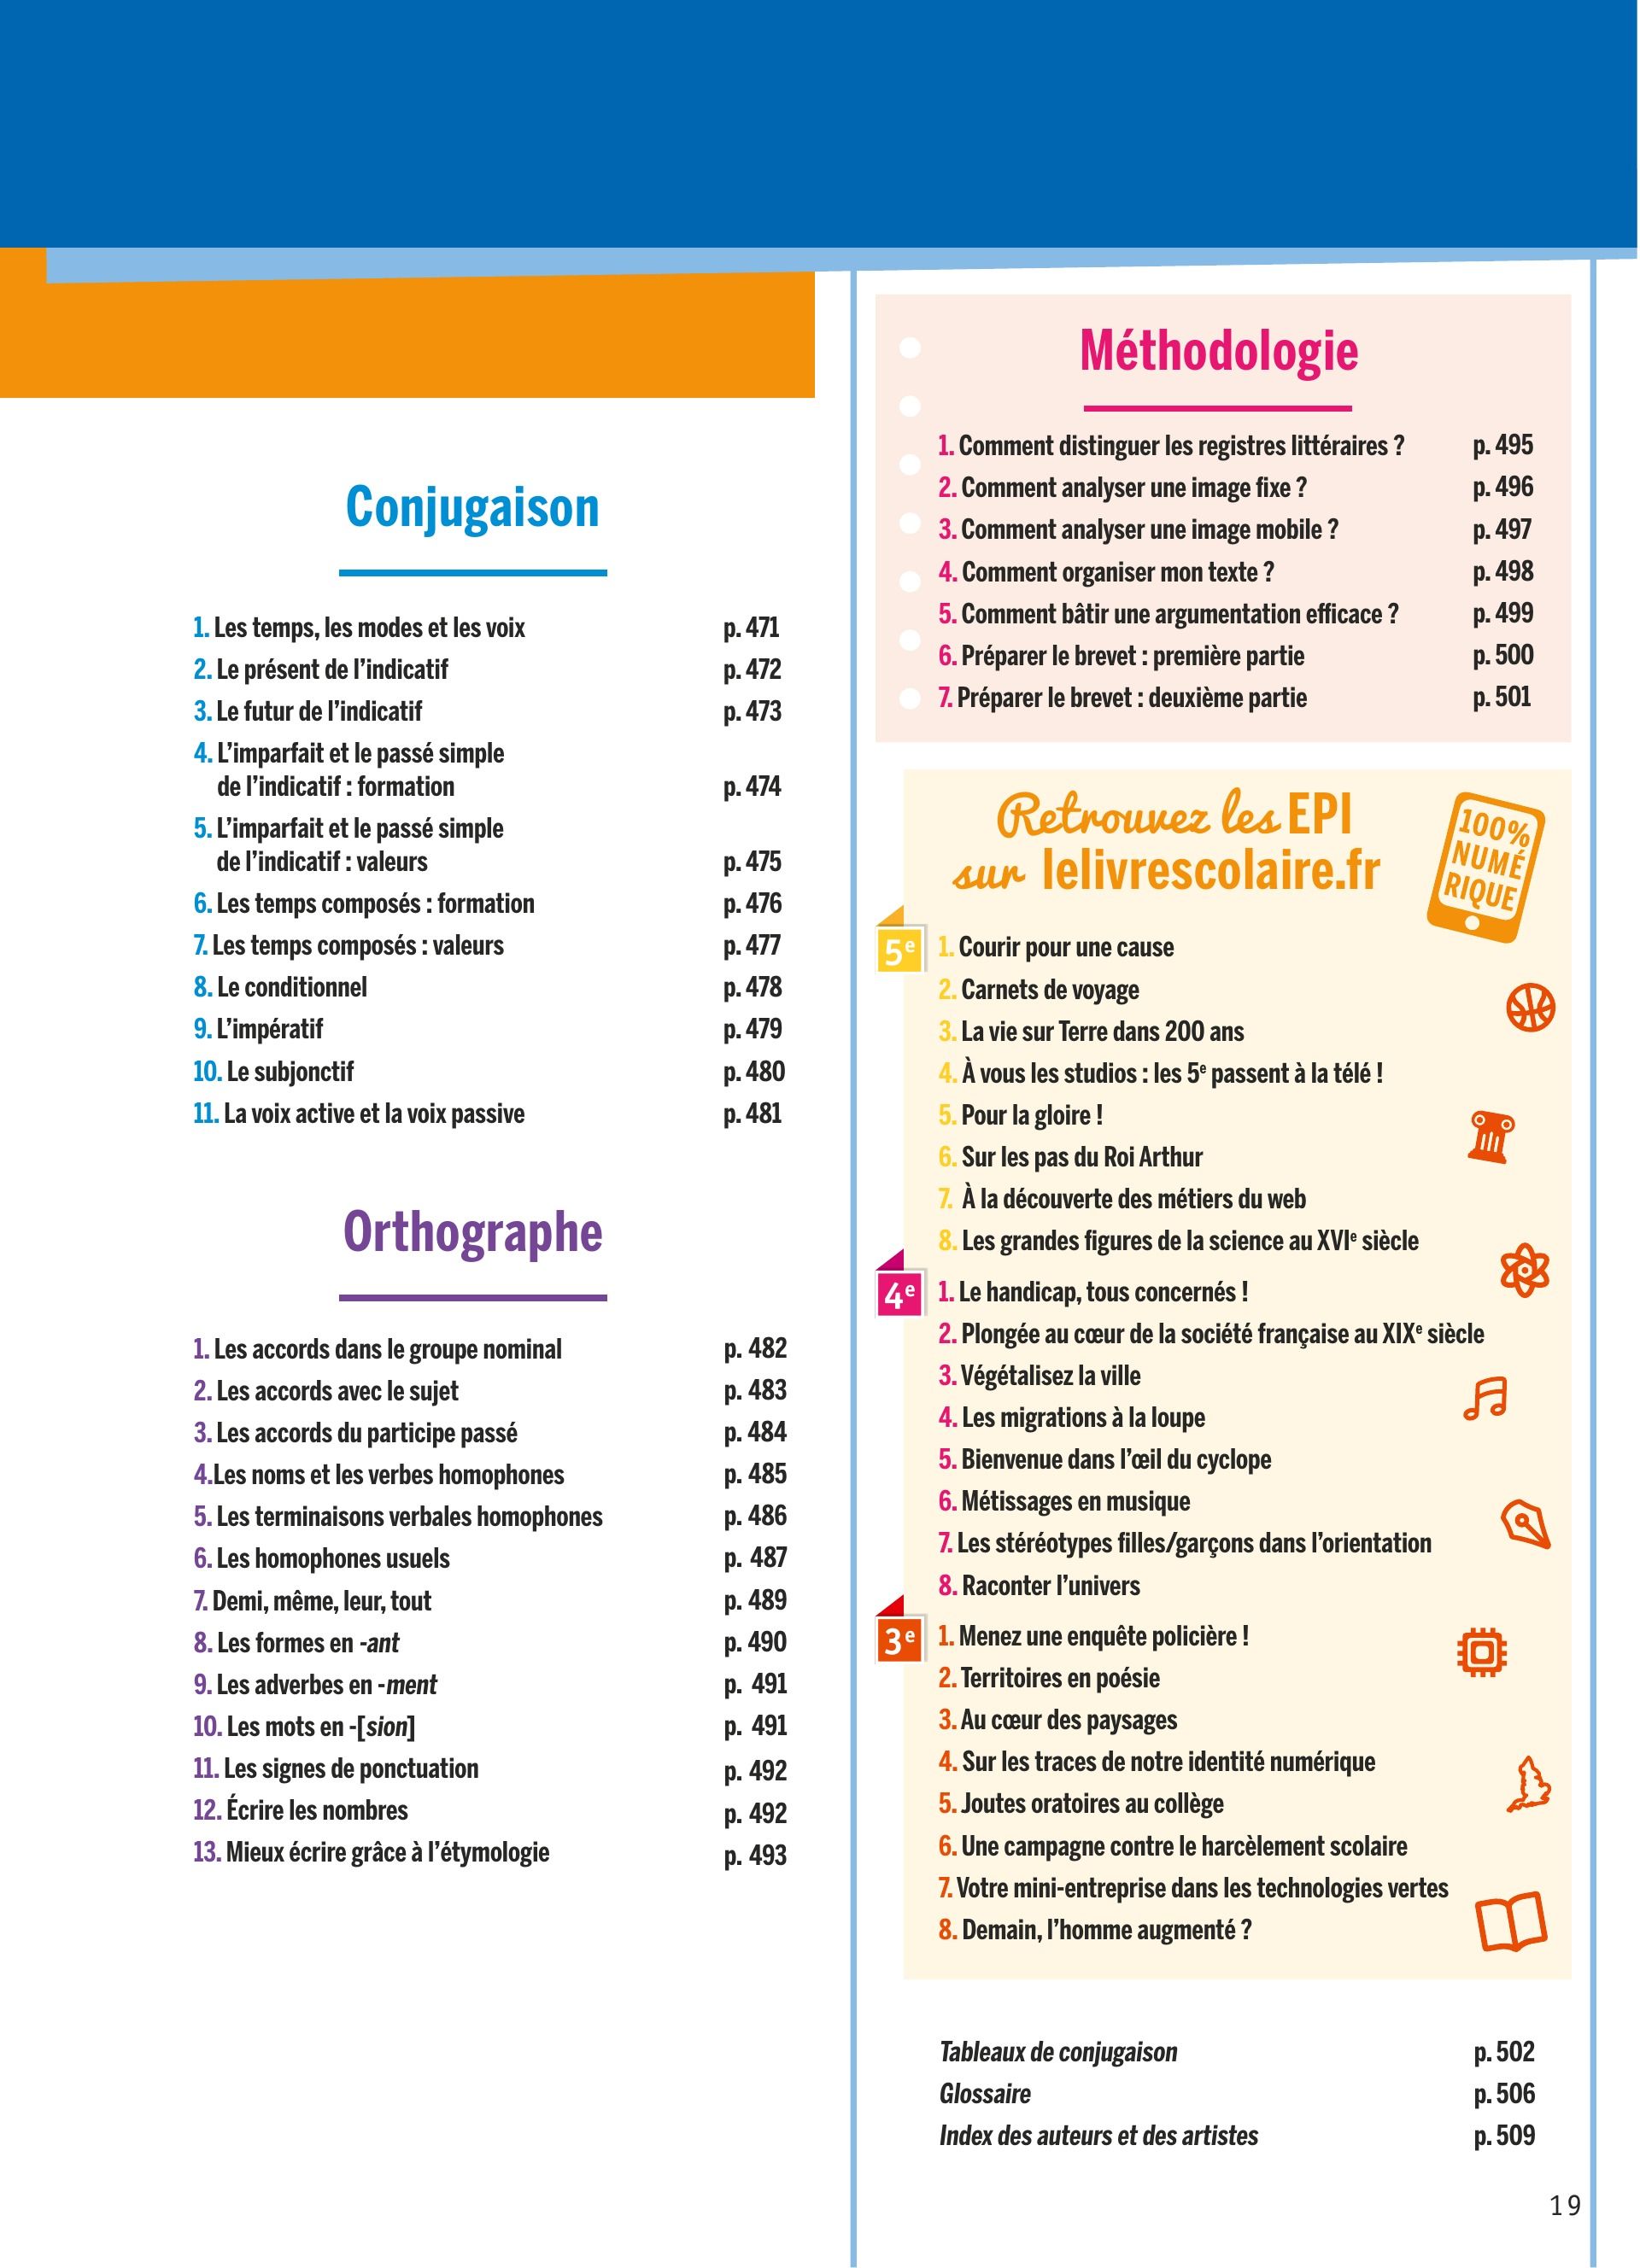 Conjugaison
1. Les temps, les modes et les voix p. 471
2. Le présent de l’indicatif p. 472
3. Le futur de l’indicatif p. 473
4. L’imparfait et le passé simple
de l’indicatif : formation p. 474
5. L’imparfait et le passé simple
de l’indicatif : valeurs p. 475
6. Les temps composés : formation p. 476
7. Les temps composés : valeurs p. 477
8. Le conditionnel p. 478
9. L’impératif p. 479
10. Le subjonctif p. 480
11. La voix active et la voix passive p. 481
Orthographe
1. Les accords dans le groupe nominal p. 482
2. Les accords avec le sujet p. 483
3. Les accords du participe passé p. 484
4.Les noms et les verbes homophones p. 485
5. Les terminaisons verbales homophones p. 486
6. Les homophones usuels p. 487
7. Demi, même, leur, tout p. 489
8. Les formes en -ant p. 490
9. Les adverbes en -ment p. 491
10. Les mots en -[sion] p. 491
11. Les signes de ponctuation p. 492
12. Écrire les nombres p. 492
13. Mieux écrire grâce à l’étymologie p. 493
Méthodologie
1. Comment distinguer les registres littéraires ? p. 495
2. Comment analyser une image fixe ? p. 496
3. Comment analyser une image mobile ? p. 497
4. Comment organiser mon texte ? p. 498
5. Comment bâtir une argumentation efficace ? p. 499
6. Préparer le brevet : première partie p. 500
7. Préparer le brevet : deuxième partie p. 501
Retrouvez les EPI
sur lelivrescolaire.fr
100%
NUMÉ
RIQUE
5e
1. Courir pour une cause
2. Carnets de voyage
3. La vie sur Terre dans 200 ans
4. À vous les studios : les 5e passent à la télé !
5. Pour la gloire !
6. Sur les pas du Roi Arthur
7. À la découverte des métiers du web
8. Les grandes figures de la science au XVIe siècle
4e
1. Le handicap, tous concernés !
2. Plongée au cœur de la société française au XIXe siècle
3. Végétalisez la ville
4. Les migrations à la loupe
5. Bienvenue dans l’œil du cyclope
6. Métissages en musique
7. Les stéréotypes filles/garçons dans l’orientation
8. Raconter l’univers
3e
1. Menez une enquête policière !
2. Territoires en poésie
3. Au cœur des paysages
4. Sur les traces de notre identité numérique
5. Joutes oratoires au collège
6. Une campagne contre le harcèlement scolaire
7. Votre mini-entreprise dans les technologies vertes
8. Demain, l’homme augmenté ?
Tableaux de conjugaison p. 502
Glossaire p. 506
Index des auteurs et des artistes p. 509
19